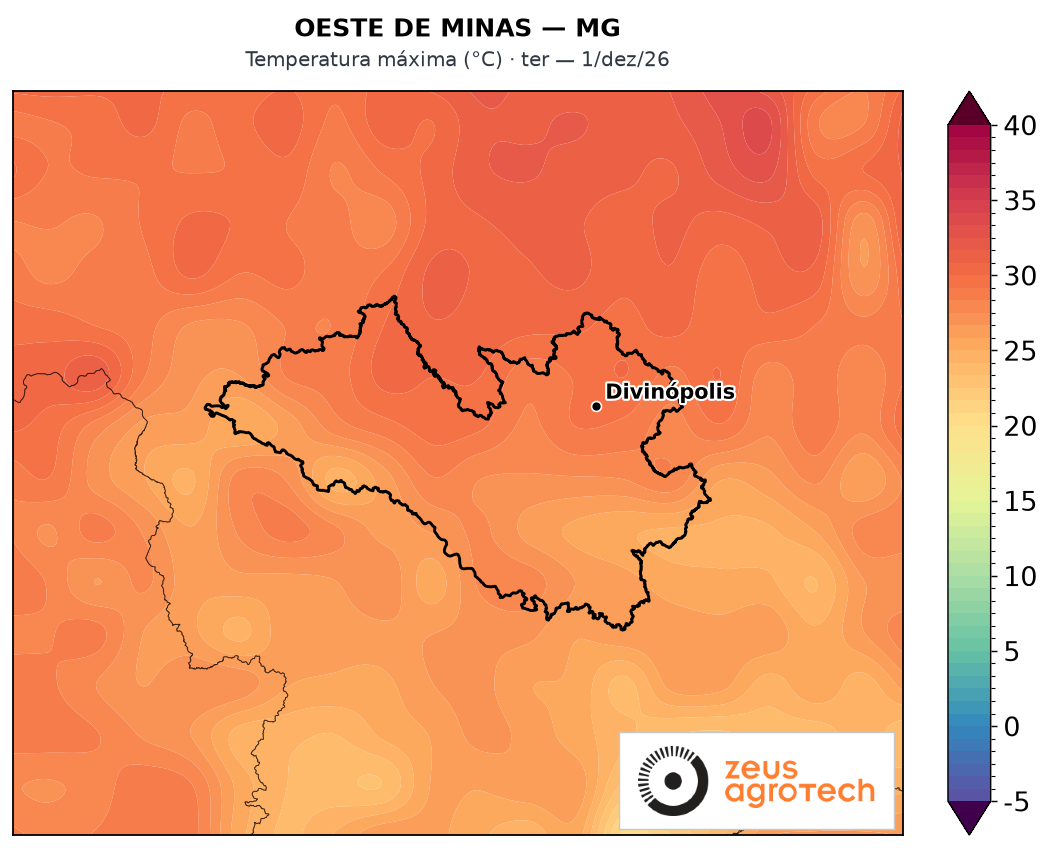 OESTE DE MINAS — MG
Temperatura máxima (°C) · ter — 1/dez/26
40
35
30
25
20
15
10
5
0
-5
Divinópolis
zeus
agrotech